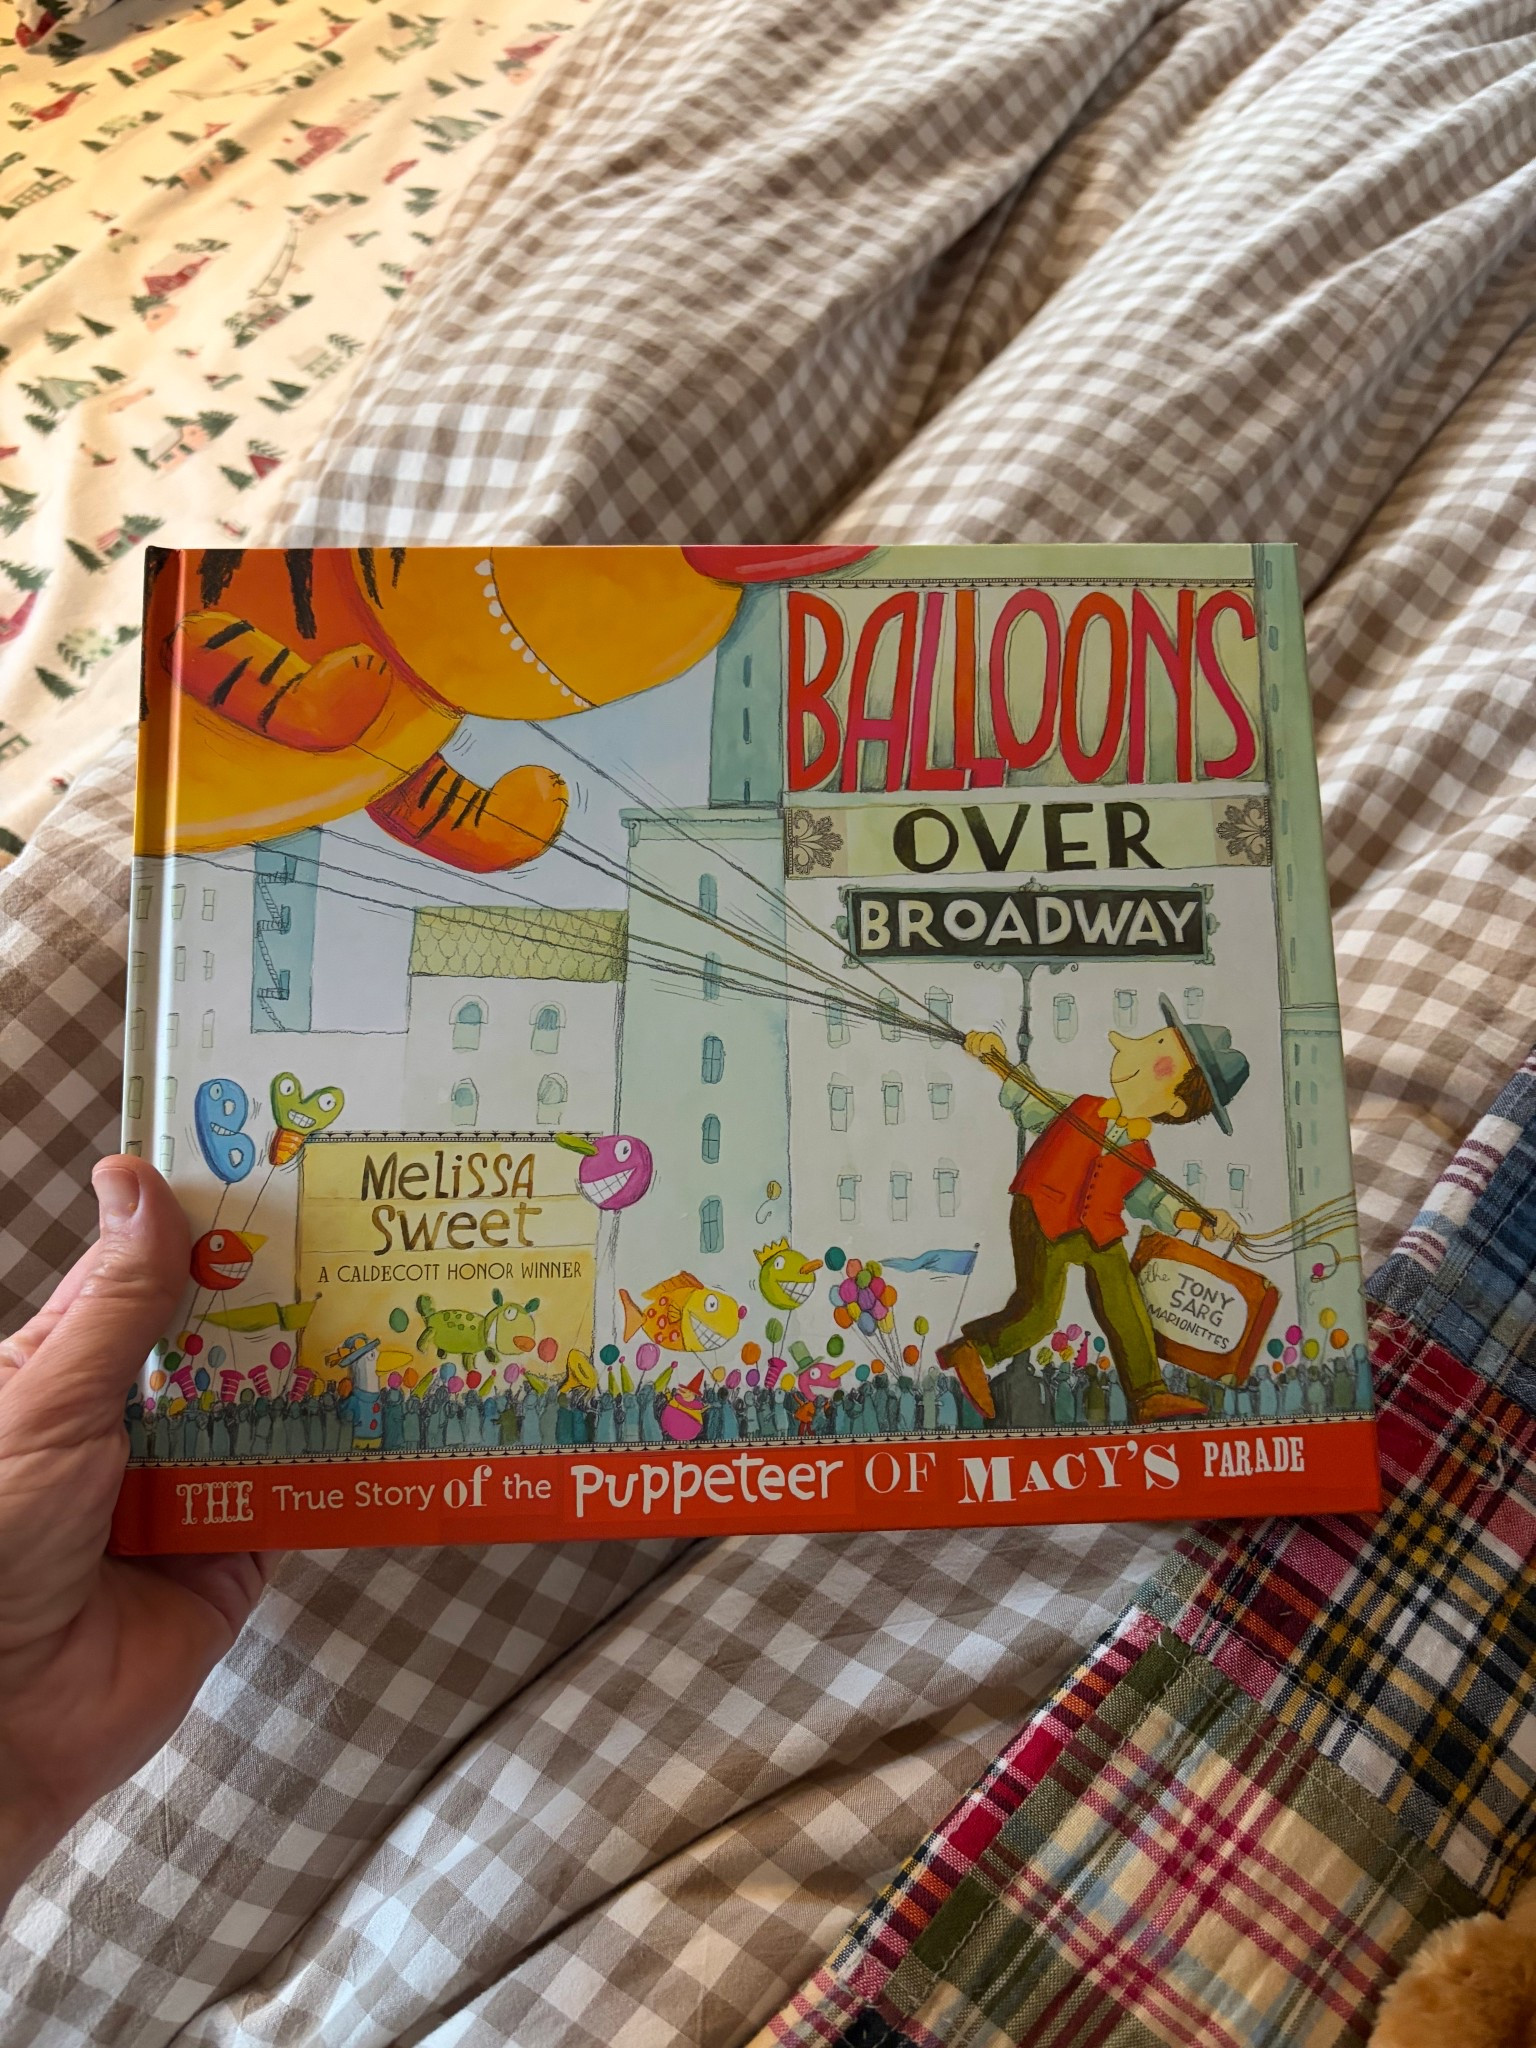 BALLOONS
OVER
BROADWAY
BY
MELISSA
SWEET
A CALDECOTT HONOR WINNER
the TONY
SARG
MARIONETTES
THE True Story of the Puppeteer OF MACY'S PARADE